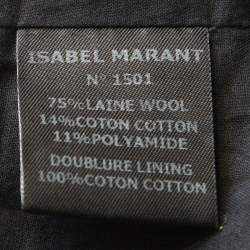 ISABEL MARANT
N° 1501
75%LAINE WOOL
14%COTON COTTON
11%POLYAMIDE
DOUBLURE LINING
100%COTON COTTON